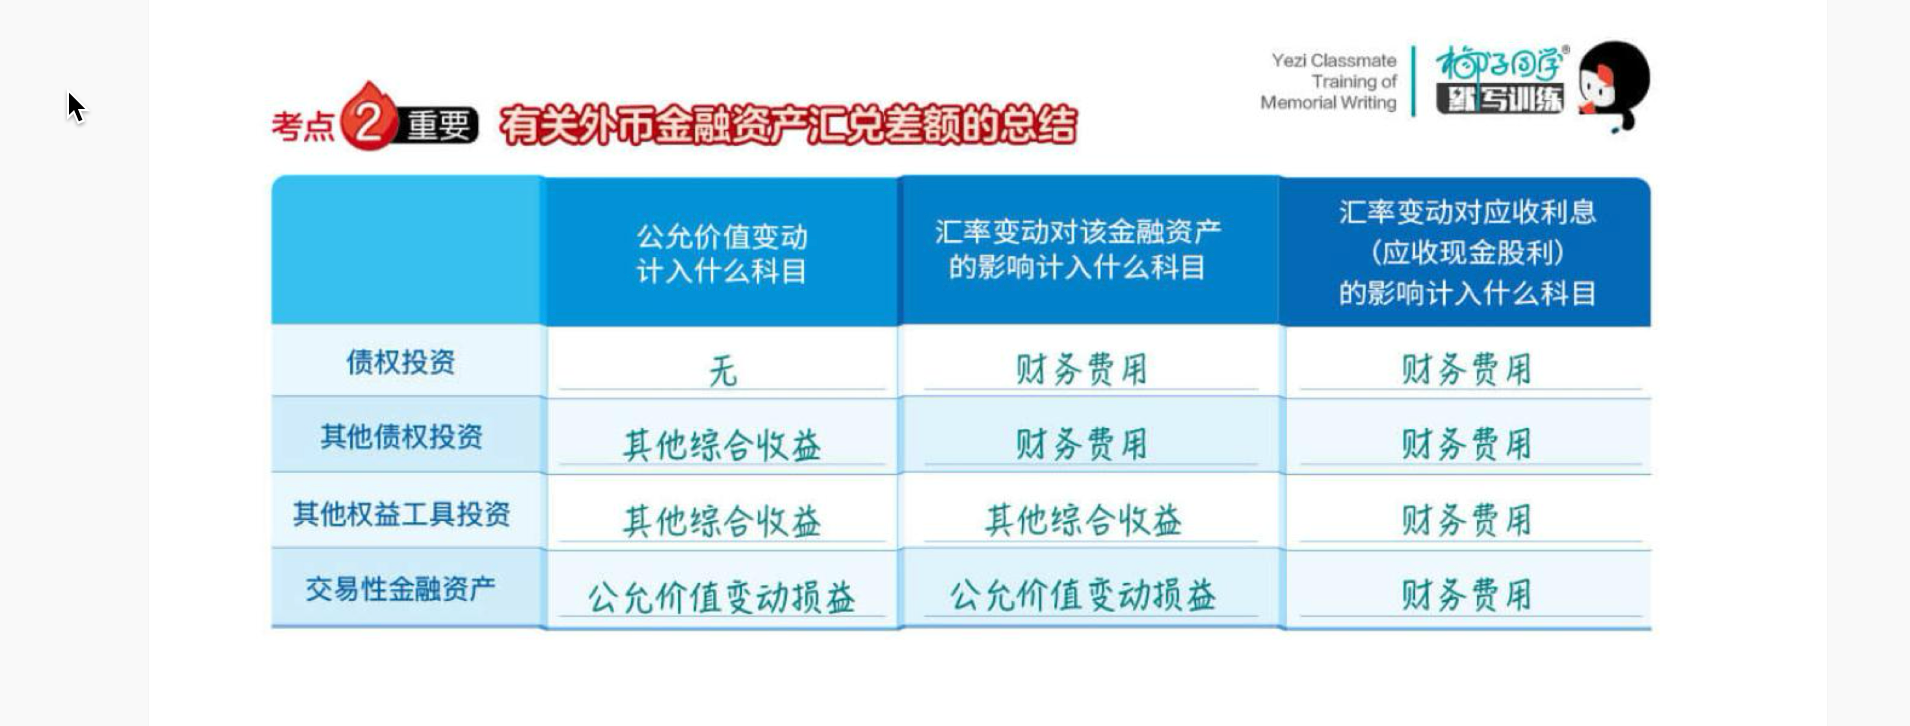 Yezi Classmate
Training of
Memorial Writing
椰子同学®
默写训练
考点2 重要 有关外币金融资产汇兑差额的总结
公允价值变动
计入什么科目
汇率变动对该金融资产
的影响计入什么科目
汇率变动对应收利息
（应收现金股利）
的影响计入什么科目
债权投资 无 财务费用 财务费用
其他债权投资 其他综合收益 财务费用 财务费用
其他权益工具投资 其他综合收益 其他综合收益 财务费用
交易性金融资产 公允价值变动损益 公允价值变动损益 财务费用